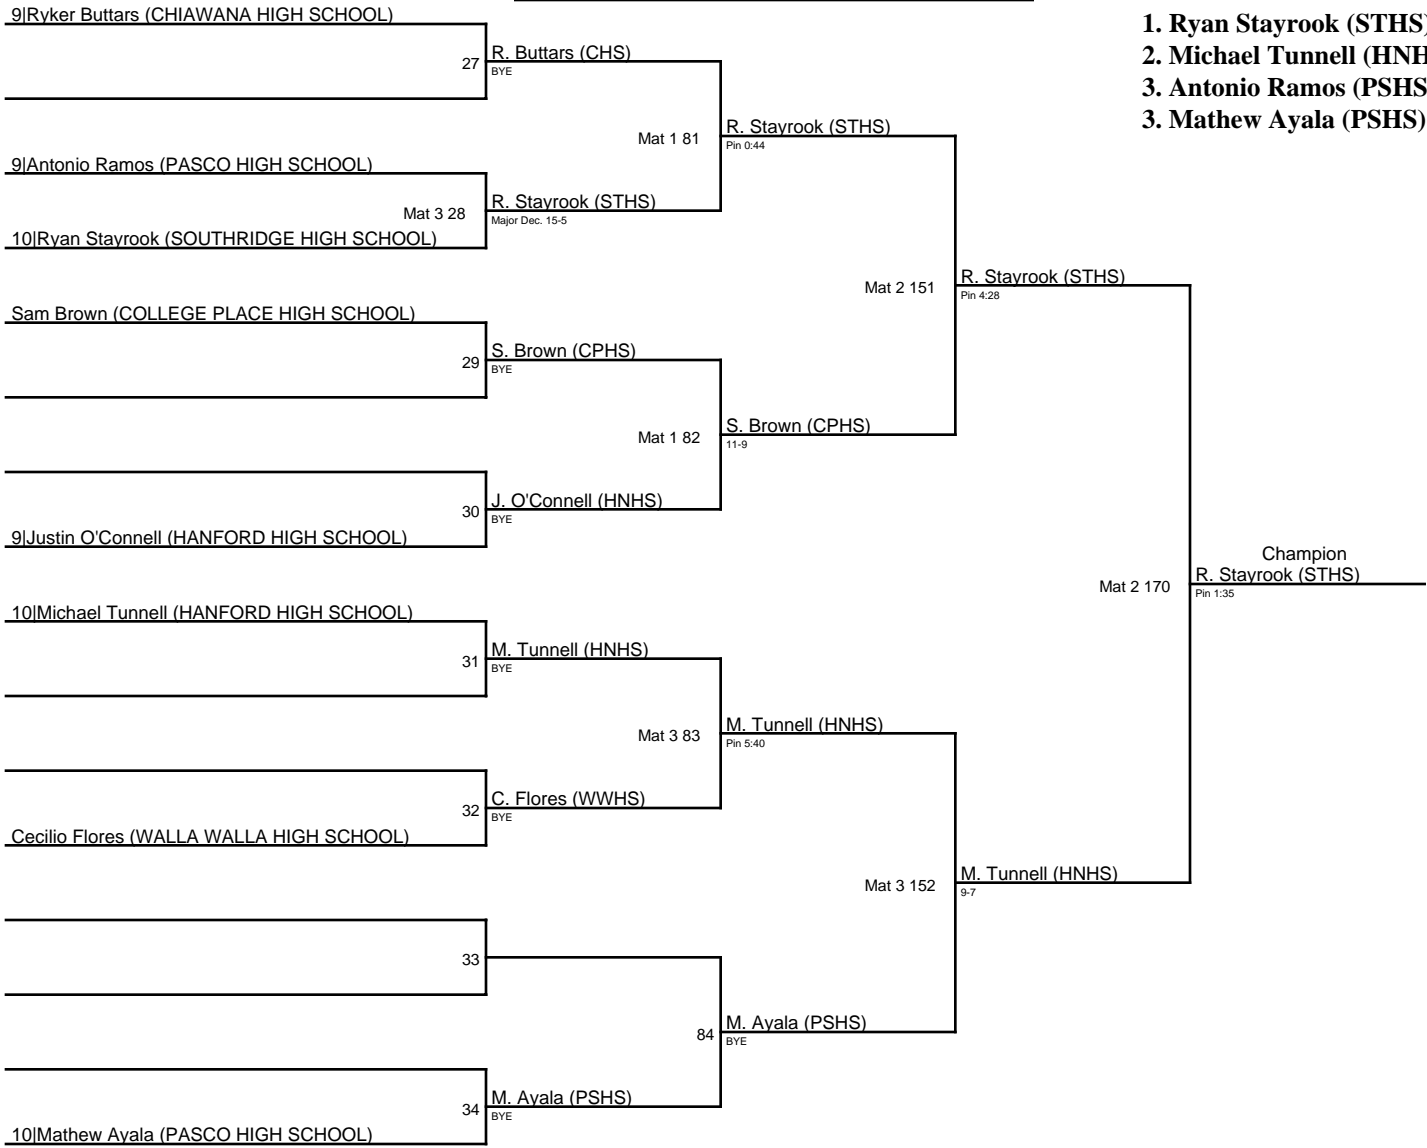 9|Ryker Buttars (CHIAWANA HIGH SCHOOL)
1. Ryan Stayrook (STHS)
2. Michael Tunnell (HNH
3. Antonio Ramos (PSHS
3. Mathew Ayala (PSHS)
27
R. Buttars (CHS)
BYE
Mat 1 81
R. Stayrook (STHS)
Pin 0:44
9|Antonio Ramos (PASCO HIGH SCHOOL)
Mat 3 28
R. Stayrook (STHS)
Major Dec. 15-5
10|Ryan Stayrook (SOUTHRIDGE HIGH SCHOOL)
Mat 2 151
R. Stayrook (STHS)
Pin 4:28
Sam Brown (COLLEGE PLACE HIGH SCHOOL)
29
S. Brown (CPHS)
BYE
Mat 1 82
S. Brown (CPHS)
11-9
30
J. O'Connell (HNHS)
BYE
9|Justin O'Connell (HANFORD HIGH SCHOOL)
Champion
Mat 2 170
R. Stayrook (STHS)
Pin 1:35
10|Michael Tunnell (HANFORD HIGH SCHOOL)
31
M. Tunnell (HNHS)
BYE
Mat 3 83
M. Tunnell (HNHS)
Pin 5:40
32
C. Flores (WWHS)
BYE
Cecilio Flores (WALLA WALLA HIGH SCHOOL)
Mat 3 152
M. Tunnell (HNHS)
9-7
33
84
M. Ayala (PSHS)
BYE
34
M. Ayala (PSHS)
BYE
10|Mathew Ayala (PASCO HIGH SCHOOL)